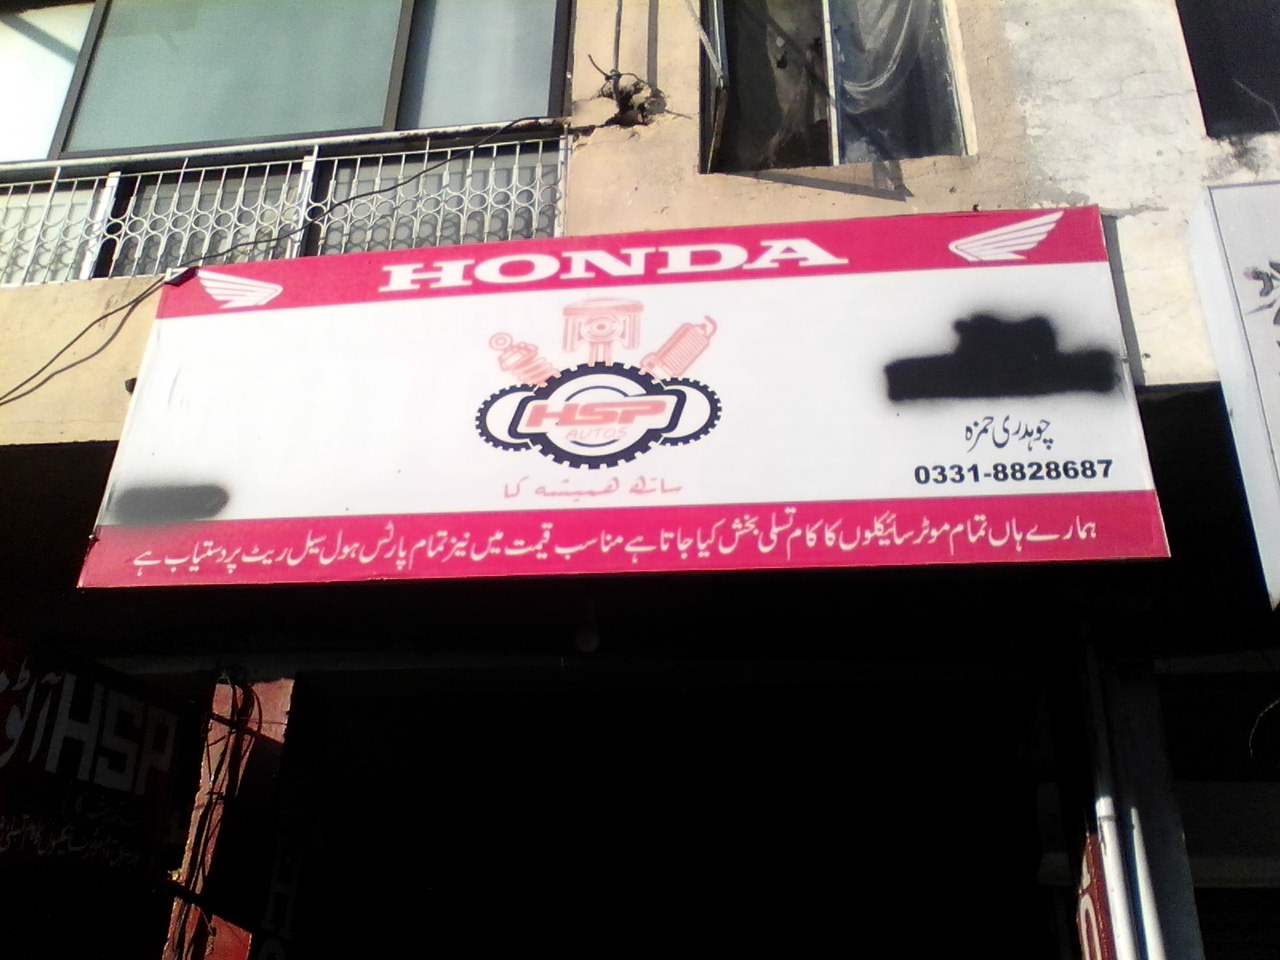 HONDA
HSP
AUTOS
چوہدری حمزہ
0331-8828687
ساتھ ہمیشہ کا
ہمارے ہاں تمام موٹر سائیکلوں کا کام تسلی بخش کیا جاتا ہے مناسب قیمت میں نیز تمام پارٹس ہول سیل ریٹ پر دستیاب ہے
HSP آٹو